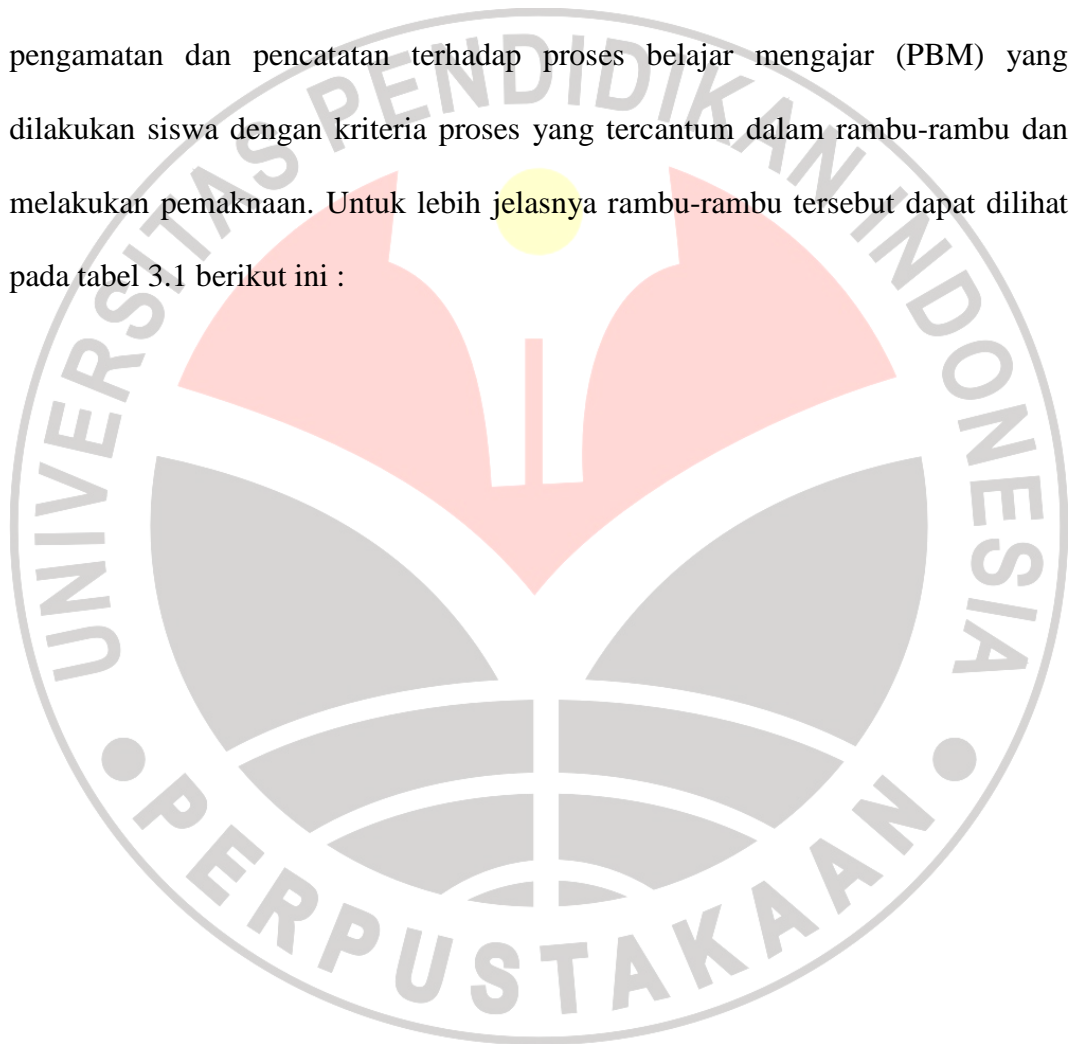 pengamatan dan pencatatan terhadap proses belajar mengajar (PBM) yang
dilakukan siswa dengan kriteria proses yang tercantum dalam rambu-rambu dan
melakukan pemaknaan. Untuk lebih jelasnya rambu-rambu tersebut dapat dilihat
pada tabel 3.1 berikut ini :
UNIVERSITAS PENDIDIKAN INDONESIA
PERPUSTAKAAN